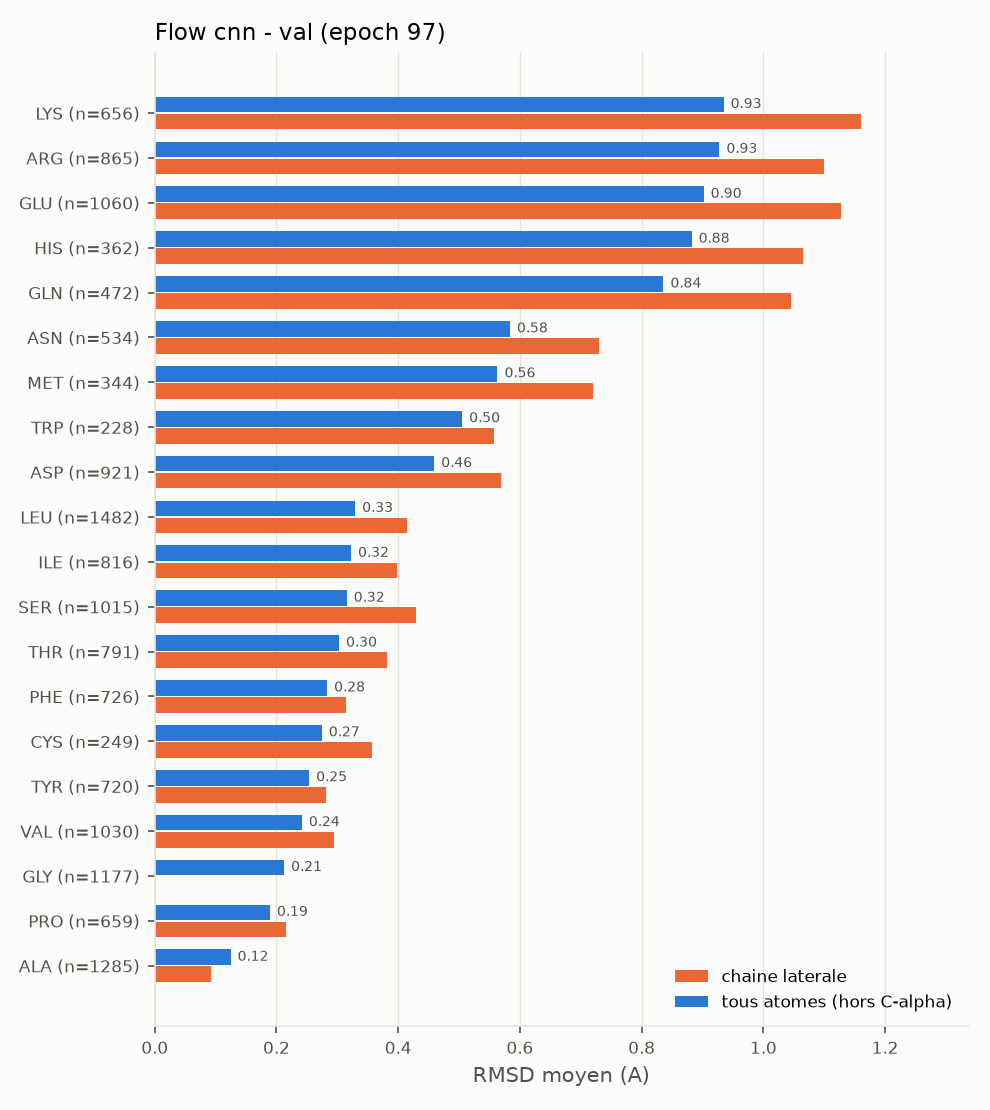 Flow cnn - val (epoch 97)
LYS (n=656) 0.93
ARG (n=865) 0.93
GLU (n=1060) 0.90
HIS (n=362) 0.88
GLN (n=472) 0.84
ASN (n=534) 0.58
MET (n=344) 0.56
TRP (n=228) 0.50
ASP (n=921) 0.46
LEU (n=1482) 0.33
ILE (n=816) 0.32
SER (n=1015) 0.32
THR (n=791) 0.30
PHE (n=726) 0.28
CYS (n=249) 0.27
TYR (n=720) 0.25
VAL (n=1030) 0.24
GLY (n=1177) 0.21
PRO (n=659) 0.19
ALA (n=1285) 0.12
chaine laterale
tous atomes (hors C-alpha)
0.0 0.2 0.4 0.6 0.8 1.0 1.2
RMSD moyen (A)